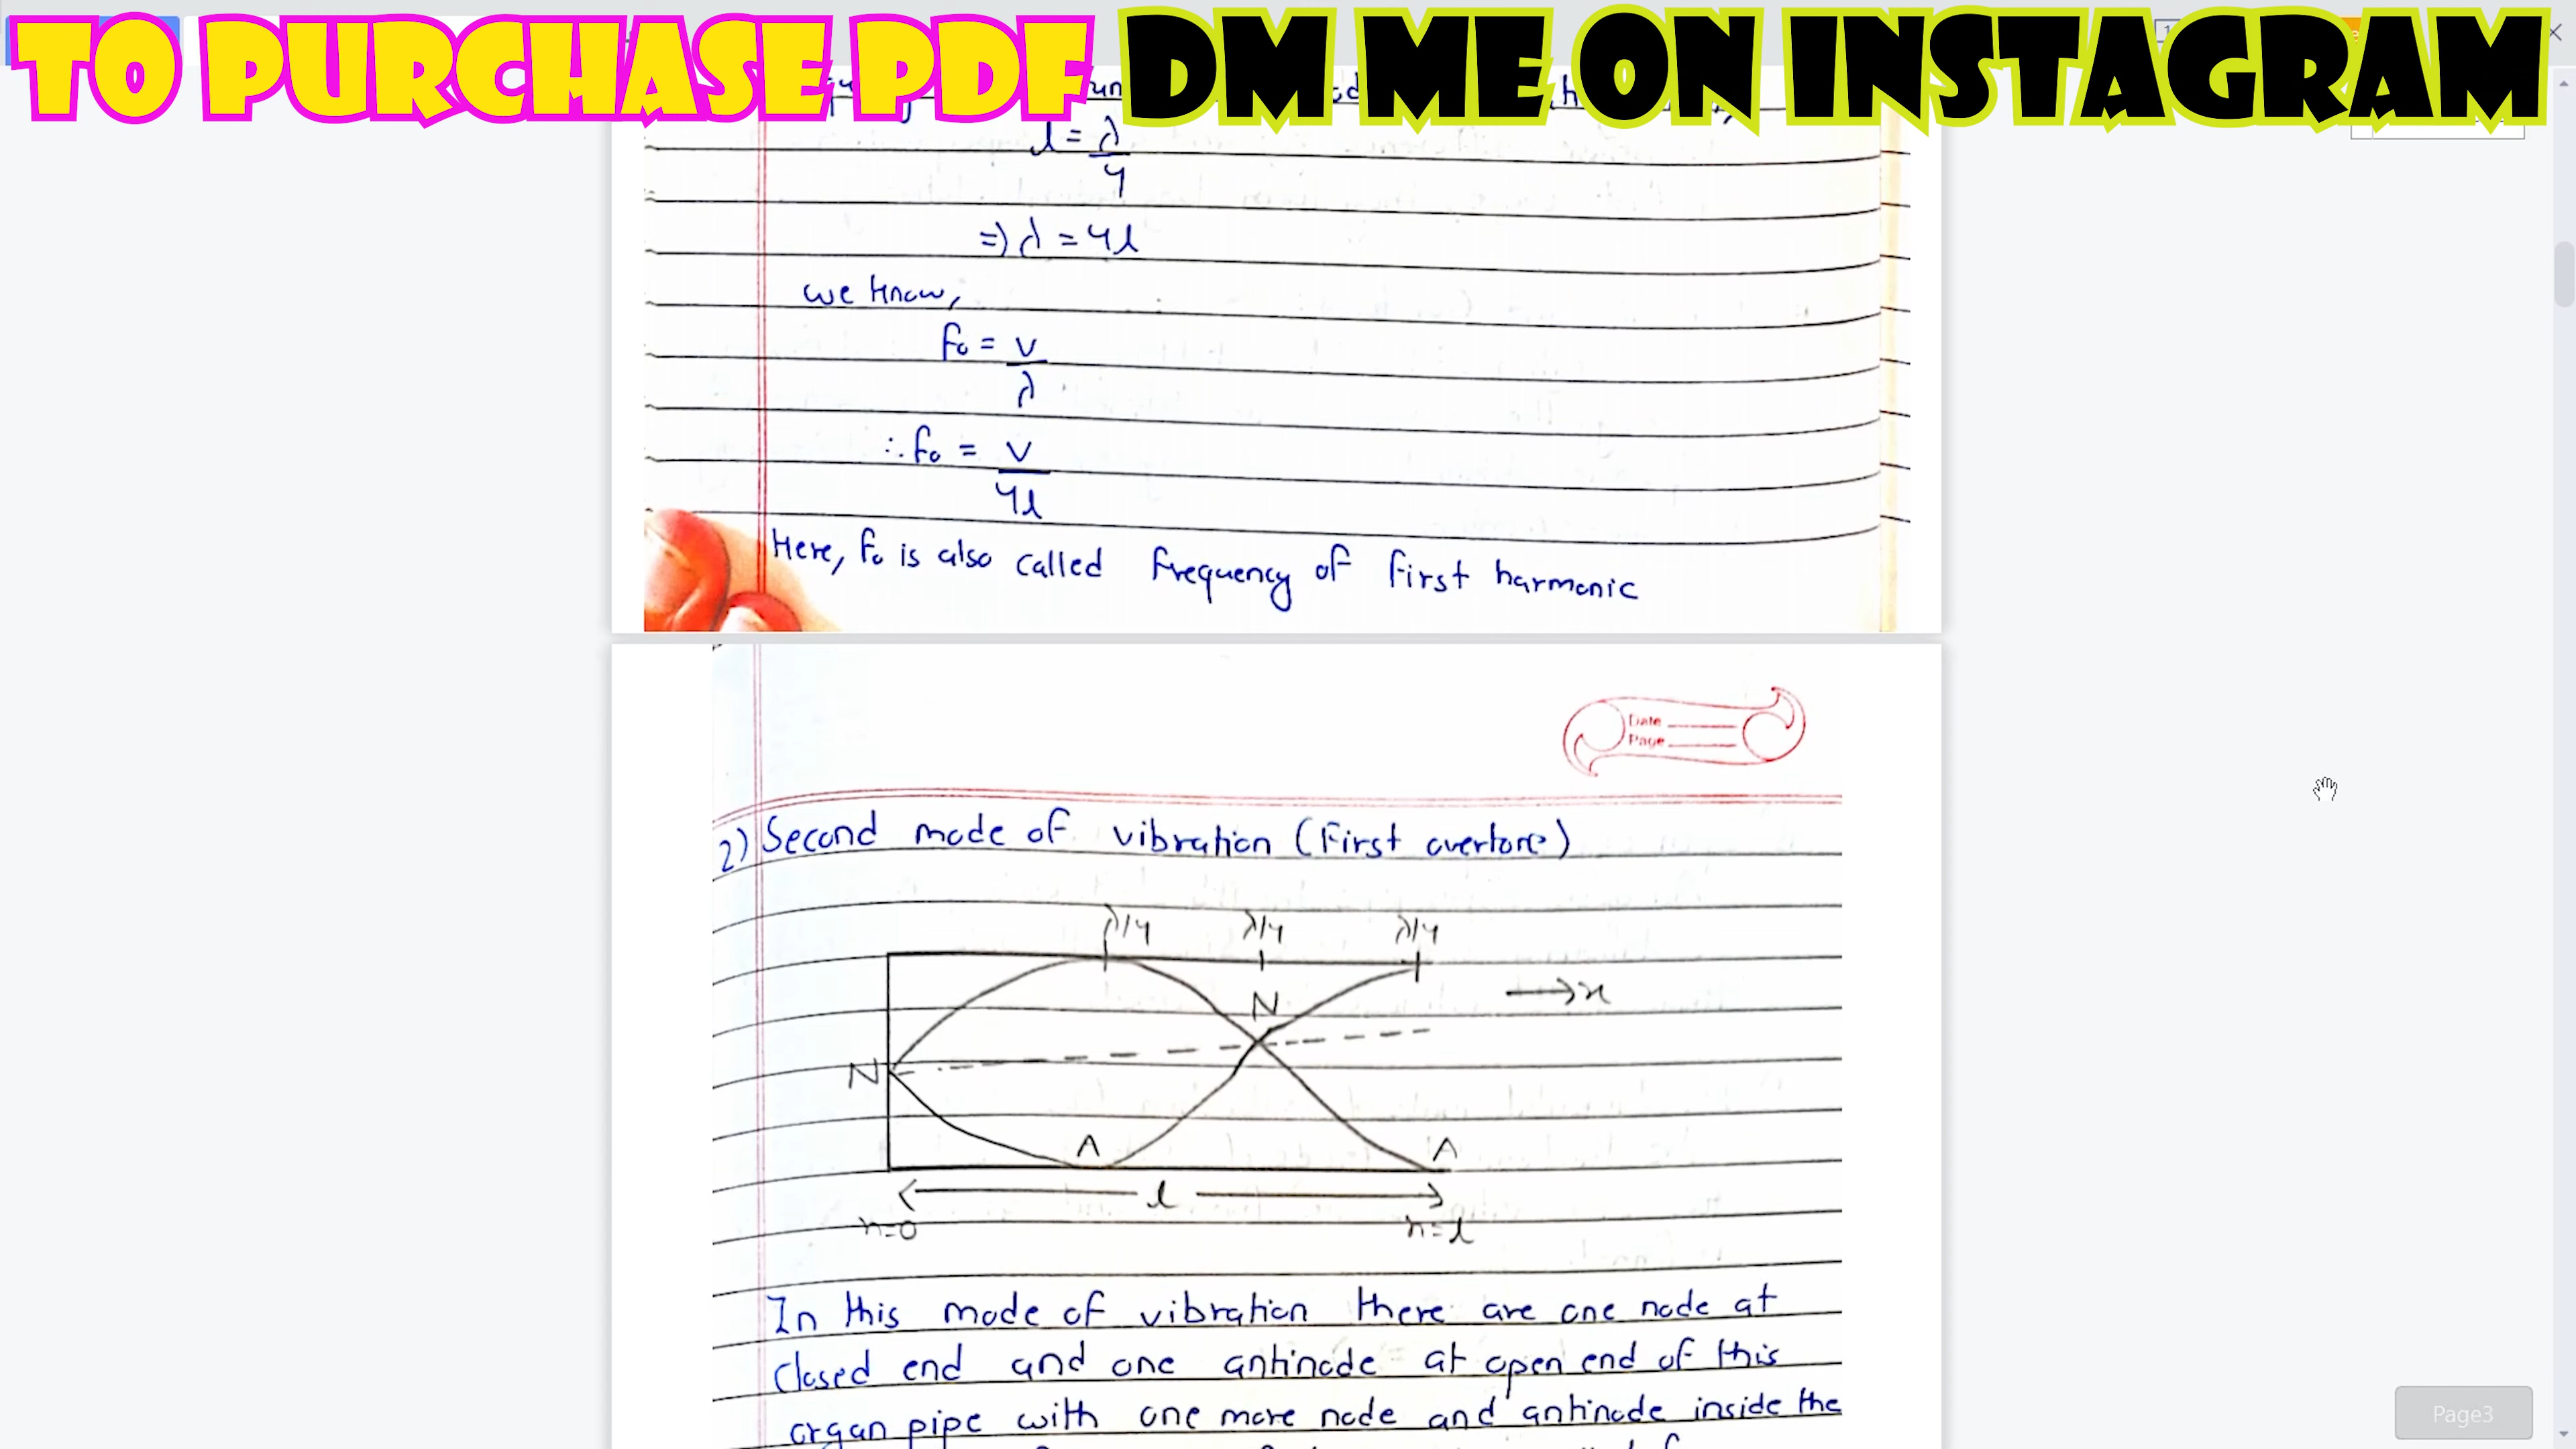 TO PURCHASE PDF DM ME ON INSTAGRAM
l = λ
4
⇒ λ = 4l
we know,
f₀ = v
λ
∴ f₀ = v
4l
Here, f₀ is also called frequency of first harmonic
Date
Page
2) Second mode of vibration (First overtone)
λ/4 λ/4 λ/4
N
→x
N
A A
l
x=0 x=l
In this mode of vibration there are one node at
closed end and one antinode at open end of this
organ pipe with one more node and antinode inside the
Page3